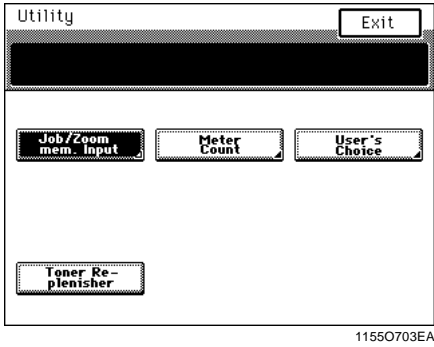 Utility
Exit
Job/Zoom
mem. Input
Meter
Count
User's
Choice
Toner Re-
plenisher
1155O703EA